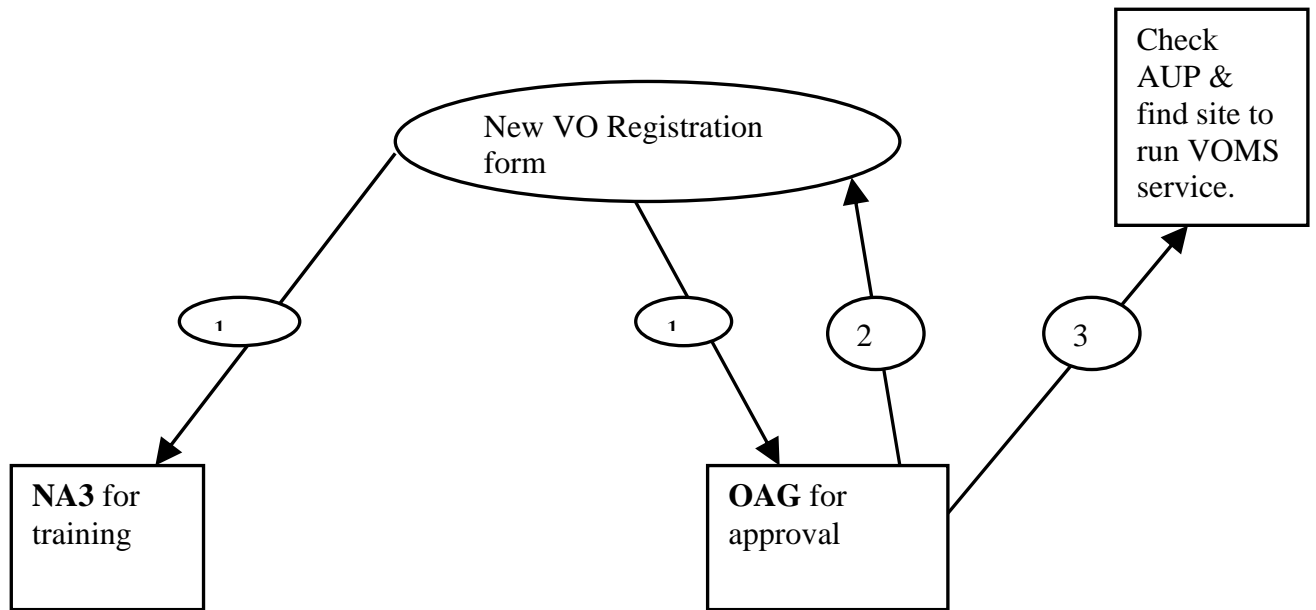 Check
AUP &
find site to
run VOMS
service.
New VO Registration
form
1
1
2
3
NA3 for
training
OAG for
approval